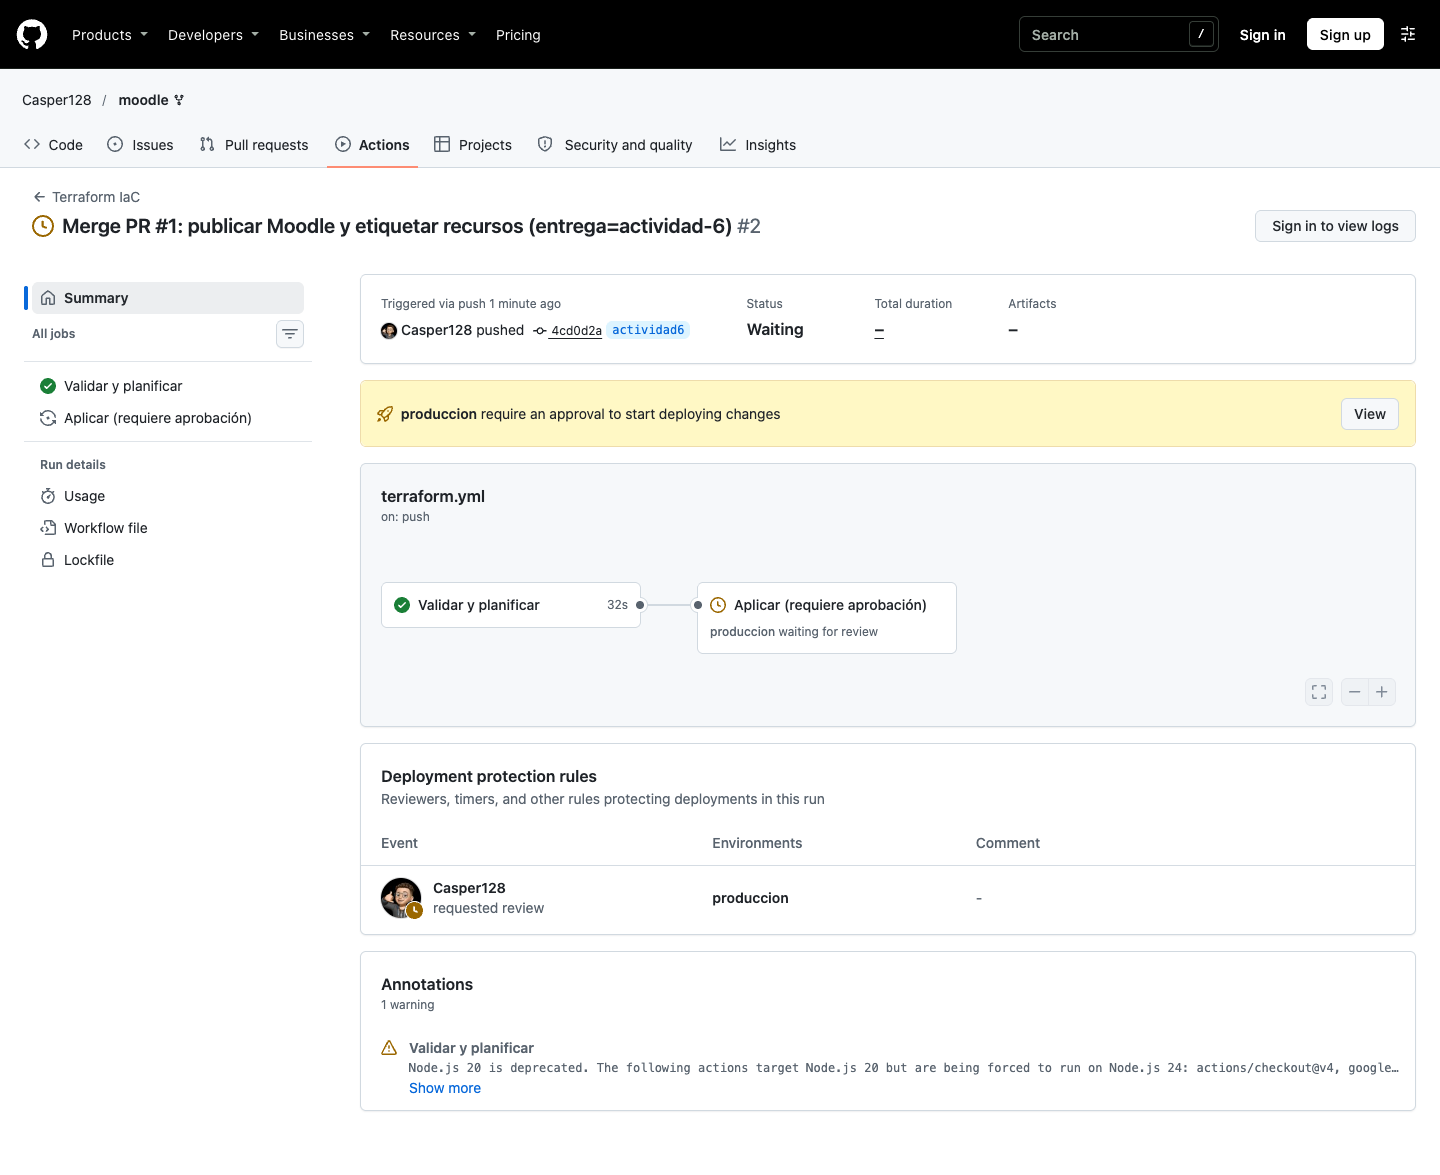 Products
Developers
Businesses
Resources
Pricing
Search
/
Sign in
Sign up
Casper128 / moodle
Code
Issues
Pull requests
Actions
Projects
Security and quality
Insights
Terraform IaC
Merge PR #1: publicar Moodle y etiquetar recursos (entrega=actividad-6) #2
Sign in to view logs
Summary
All jobs
Validar y planificar
Aplicar (requiere aprobación)
Run details
Usage
Workflow file
Lockfile
Triggered via push 1 minute ago
Casper128 pushed 4cd0d2a actividad6
Status
Waiting
Total duration
–
Artifacts
–
produccion require an approval to start deploying changes
View
terraform.yml
on: push
Validar y planificar 32s
Aplicar (requiere aprobación)
produccion waiting for review
Deployment protection rules
Reviewers, timers, and other rules protecting deployments in this run
Event Environments Comment
Casper128
requested review
produccion
-
Annotations
1 warning
Validar y planificar
Node.js 20 is deprecated. The following actions target Node.js 20 but are being forced to run on Node.js 24: actions/checkout@v4, google…
Show more